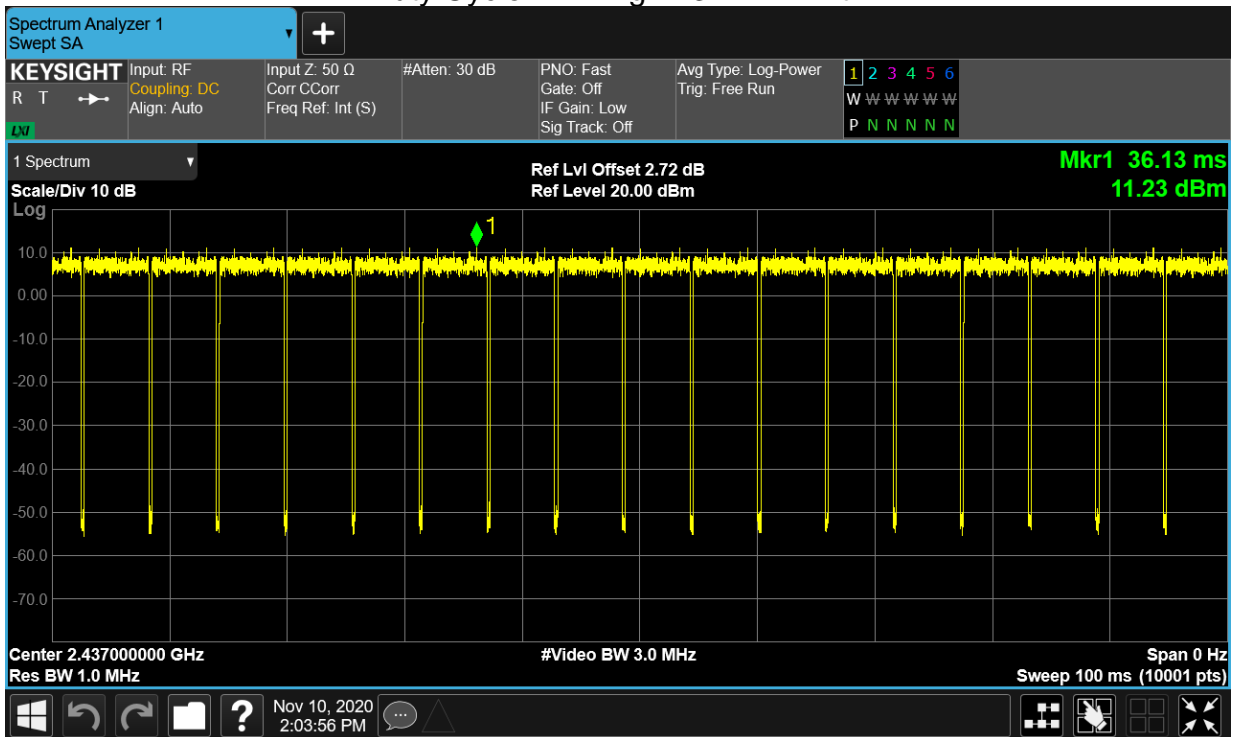 Spectrum Analyzer 1
Swept SA
KEYSIGHT
R T
LXI
Input: RF
Coupling: DC
Align: Auto
Input Z: 50 Ω
Corr CCorr
Freq Ref: Int (S)
#Atten: 30 dB
PNO: Fast
Gate: Off
IF Gain: Low
Sig Track: Off
Avg Type: Log-Power
Trig: Free Run
1 2 3 4 5 6
W W W W W W
P N N N N N
1 Spectrum
Scale/Div 10 dB
Log
Ref Lvl Offset 2.72 dB
Ref Level 20.00 dBm
Mkr1 36.13 ms
11.23 dBm
1
10.0
0.00
-10.0
-20.0
-30.0
-40.0
-50.0
-60.0
-70.0
Center 2.437000000 GHz
Res BW 1.0 MHz
#Video BW 3.0 MHz
Span 0 Hz
Sweep 100 ms (10001 pts)
?
Nov 10, 2020
2:03:56 PM